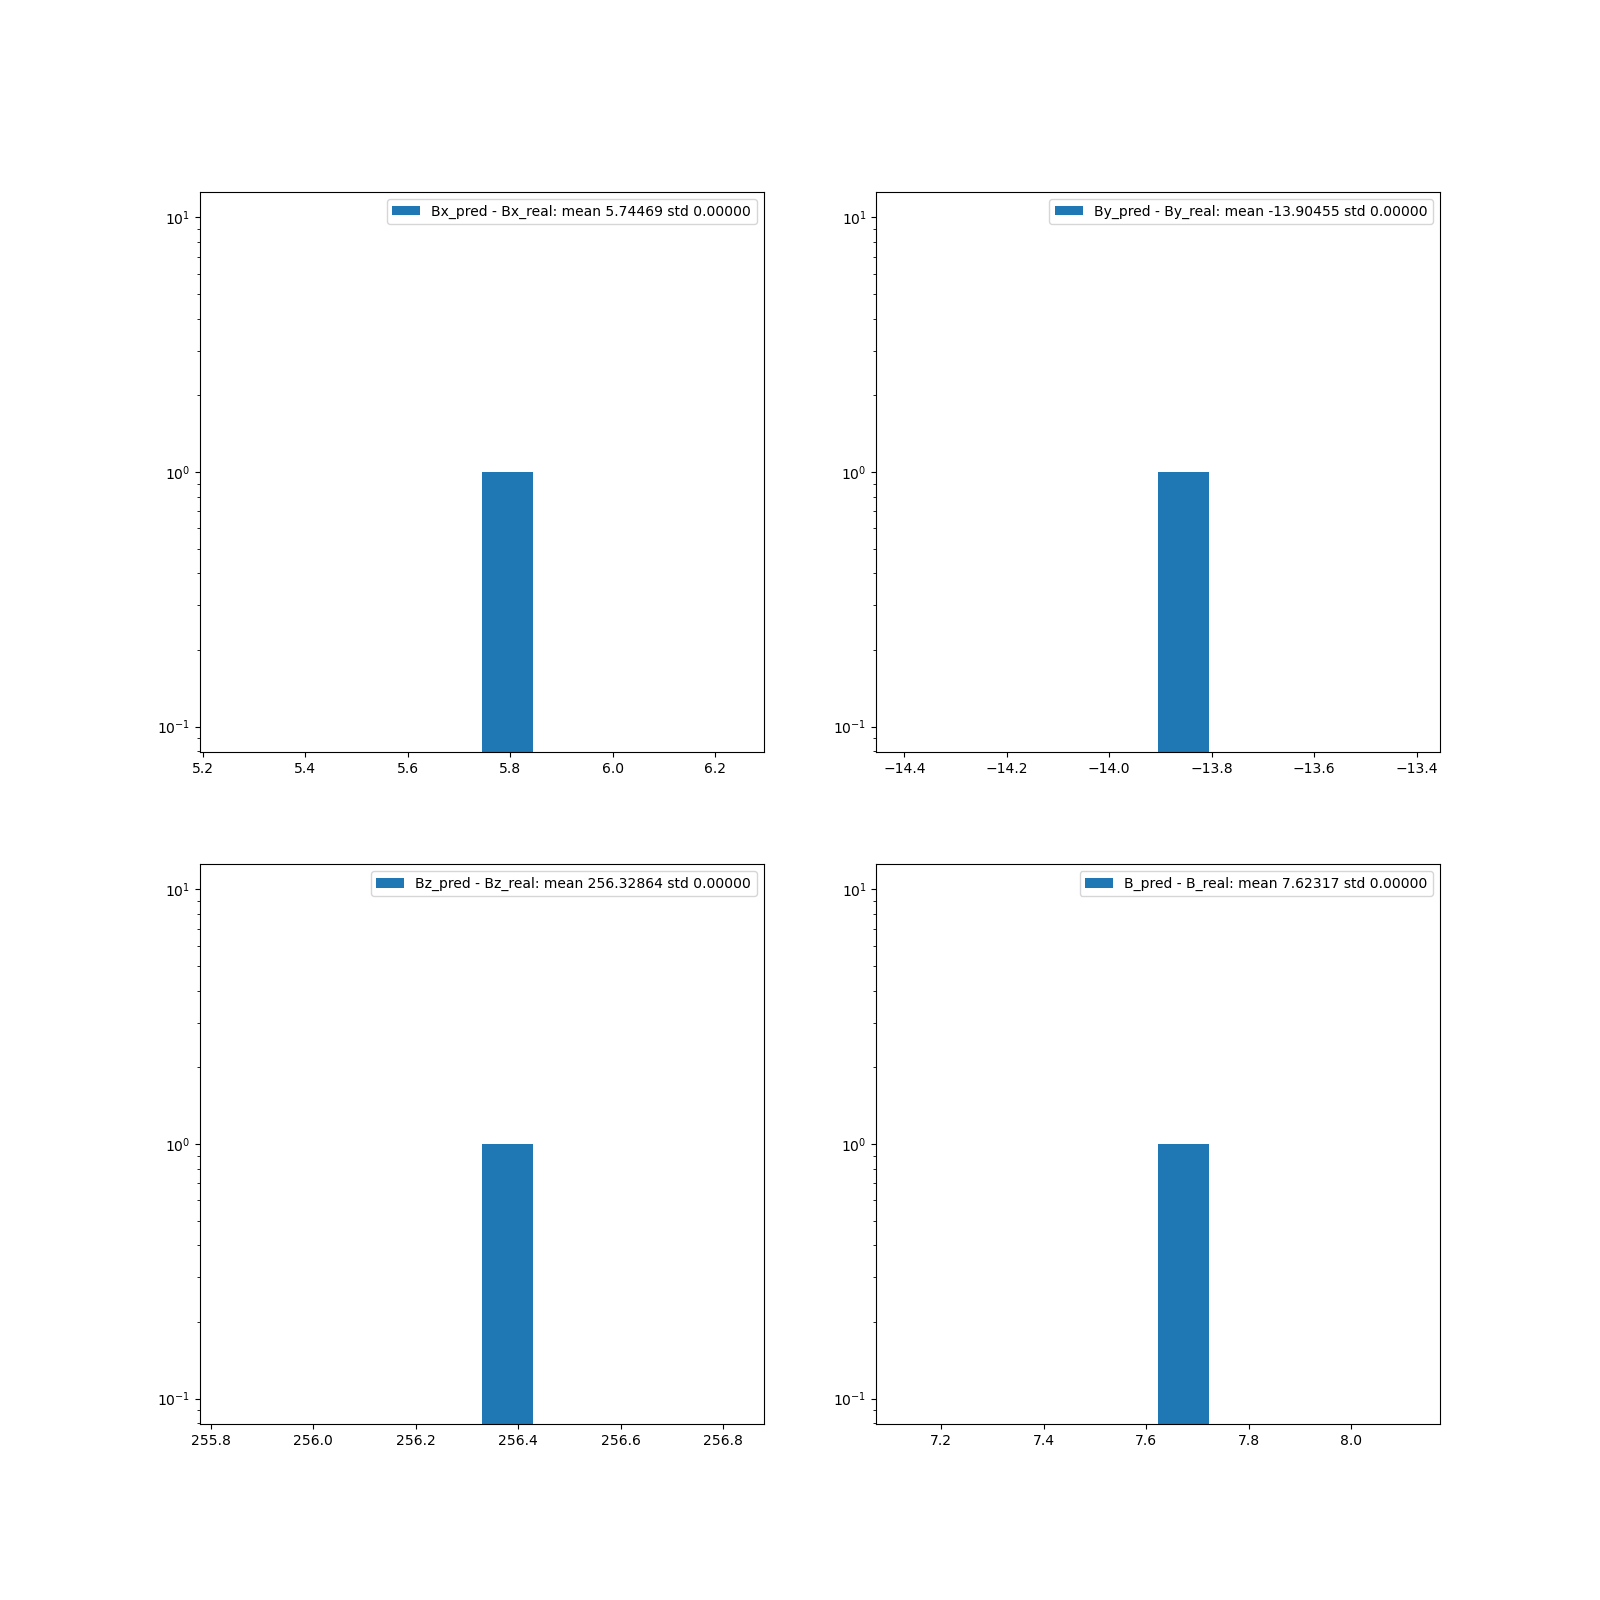 Bx_pred - Bx_real: mean 5.74469 std 0.00000
10¹
10⁰
10⁻¹
5.2 5.4 5.6 5.8 6.0 6.2
By_pred - By_real: mean -13.90455 std 0.00000
10¹
10⁰
10⁻¹
−14.4 −14.2 −14.0 −13.8 −13.6 −13.4
Bz_pred - Bz_real: mean 256.32864 std 0.00000
10¹
10⁰
10⁻¹
255.8 256.0 256.2 256.4 256.6 256.8
B_pred - B_real: mean 7.62317 std 0.00000
10¹
10⁰
10⁻¹
7.2 7.4 7.6 7.8 8.0